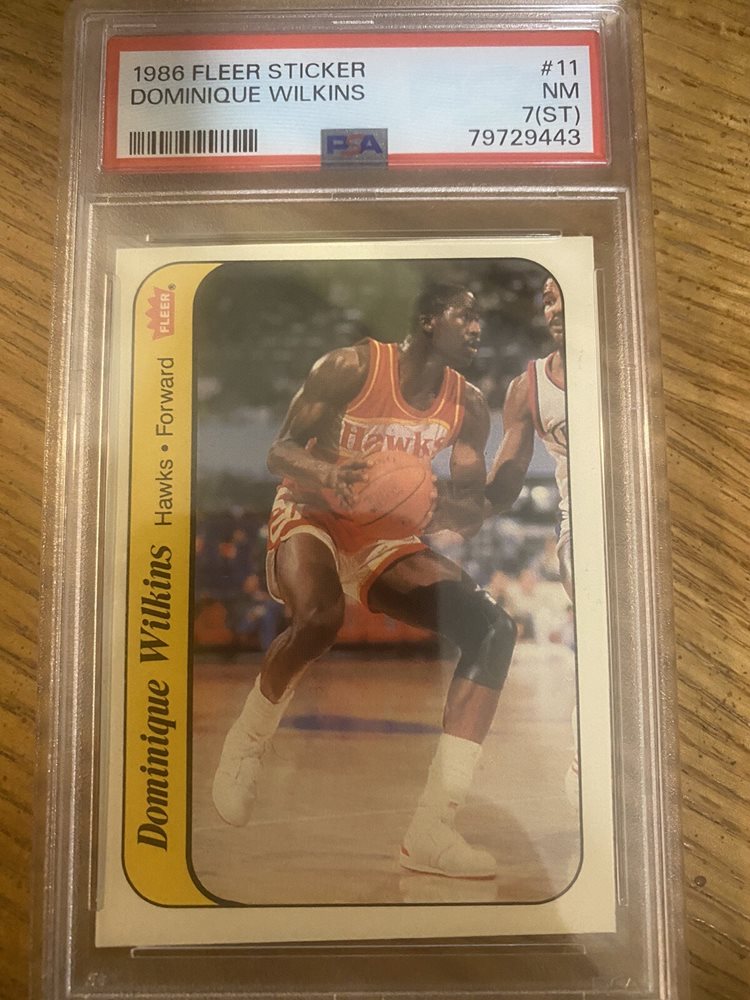 1986 FLEER STICKER
#11
DOMINIQUE WILKINS
NM
7(ST)
PSA
79729443
FLEER®
Dominique Wilkins Hawks • Forward
Hawks